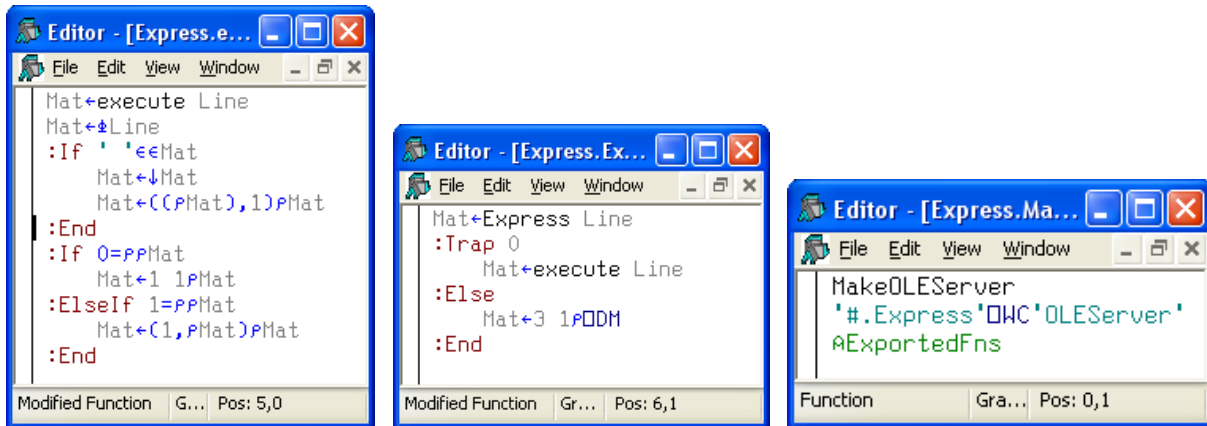 Editor - [Express.e...
File Edit View Window
Mat←execute Line
Mat←⍎Line
:If ' '∊∊Mat
Mat←↓Mat
Mat←((⍴Mat),1)⍴Mat
:End
:If 0=⍴⍴Mat
Mat←1 1⍴Mat
:ElseIf 1=⍴⍴Mat
Mat←(1,⍴Mat)⍴Mat
:End
Modified Function G... Pos: 5,0
Editor - [Express.Ex...
File Edit View Window
Mat←Express Line
:Trap 0
Mat←execute Line
:Else
Mat←3 1⍴⎕DM
:End
Modified Function Gr... Pos: 6,1
Editor - [Express.Ma...
File Edit View Window
MakeOLEServer
'#.Express'⎕WC'OLEServer'
⍝ExportedFns
Function Gra... Pos: 0,1